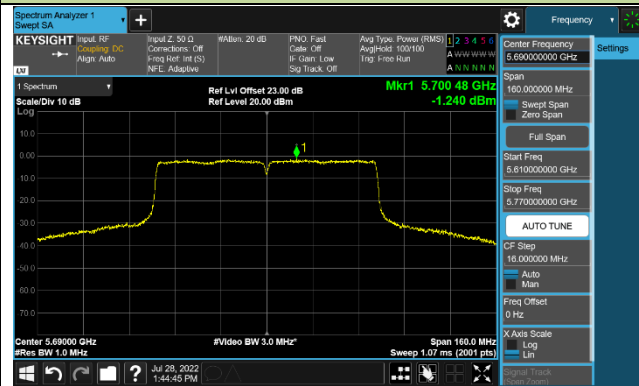 Spectrum Analyzer 1
Swept SA
+
Frequency
KEYSIGHT
Input: RF
Coupling: DC
Align: Auto
Input Z: 50 Ω
Corrections: Off
Freq Ref: Int (S)
NFE: Adaptive
#Atten: 20 dB
PNO: Fast
Gate: Off
IF Gain: Low
Sig Track: Off
Avg Type: Power (RMS)
Avg|Hold: 100/100
Trig: Free Run
1 2 3 4 5 6
A W W W W W
A N N N N N
LXI
1 Spectrum
Scale/Div 10 dB
Log
Ref Lvl Offset 23.00 dB
Ref Level 20.00 dBm
Mkr1 5.700 48 GHz
-1.240 dBm
10.0
0.00
-10.0
-20.0
-30.0
-40.0
-50.0
-60.0
-70.0
1
Center 5.69000 GHz
#Res BW 1.0 MHz
#Video BW 3.0 MHz*
Span 160.0 MHz
Sweep 1.07 ms (2001 pts)
Jul 28, 2022
1:44:45 PM
Center Frequency
5.690000000 GHz
Span
160.000000 MHz
Swept Span
Zero Span
Full Span
Start Freq
5.610000000 GHz
Stop Freq
5.770000000 GHz
AUTO TUNE
CF Step
16.000000 MHz
Auto
Man
Freq Offset
0 Hz
X Axis Scale
Log
Lin
Signal Track
(Span Zoom)
Settings